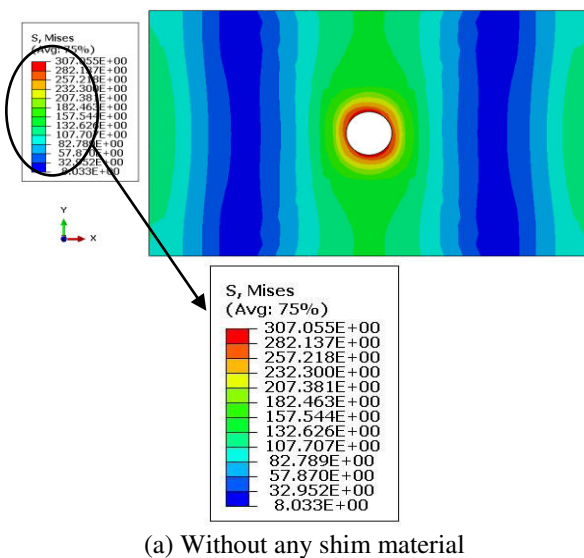 S, Mises
(Avg: 75%)
307.055E+00
282.137E+00
257.218E+00
232.300E+00
207.381E+00
182.463E+00
157.544E+00
132.626E+00
107.707E+00
82.789E+00
57.870E+00
32.952E+00
8.033E+00
Y
X
S, Mises
(Avg: 75%)
307.055E+00
282.137E+00
257.218E+00
232.300E+00
207.381E+00
182.463E+00
157.544E+00
132.626E+00
107.707E+00
82.789E+00
57.870E+00
32.952E+00
8.033E+00
(a) Without any shim material